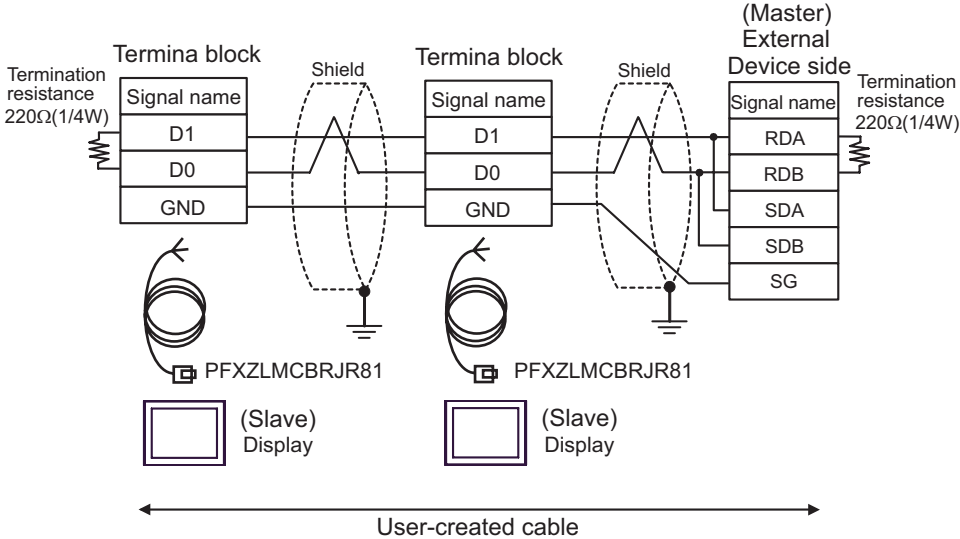 (Master)
External
Device side
Termina block
Termina block
Termination
resistance
220Ω(1/4W)
Shield
Shield
Termination
resistance
220Ω(1/4W)
Signal name
Signal name
Signal name
D1
D1
RDA
D0
D0
RDB
GND
GND
SDA
SDB
SG
PFXZLMCBRJR81
PFXZLMCBRJR81
(Slave)
Display
(Slave)
Display
User-created cable